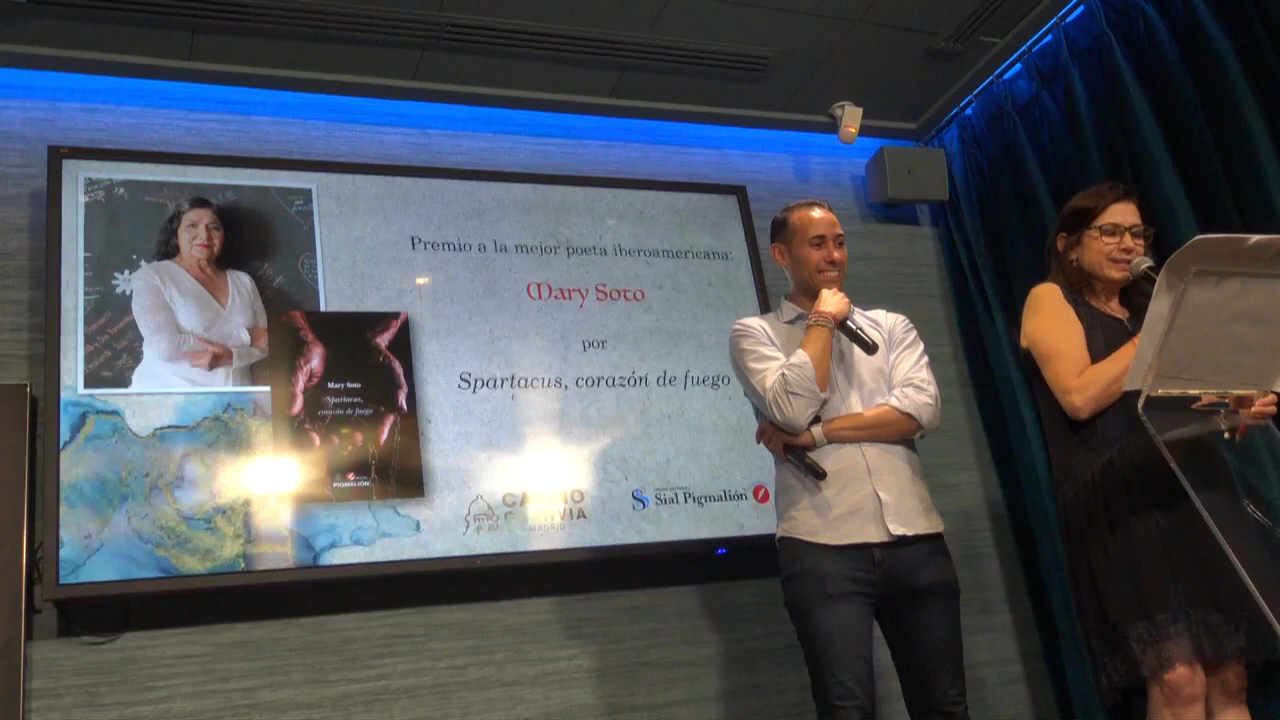 Premio a la mejor poeta iberoamericana:
Mary Soto
por
Spartacus, corazón de fuego
Mary Soto
Spartacus,
corazón de fuego
PIGMALIÓN
MADRID
Sial Pigmalión